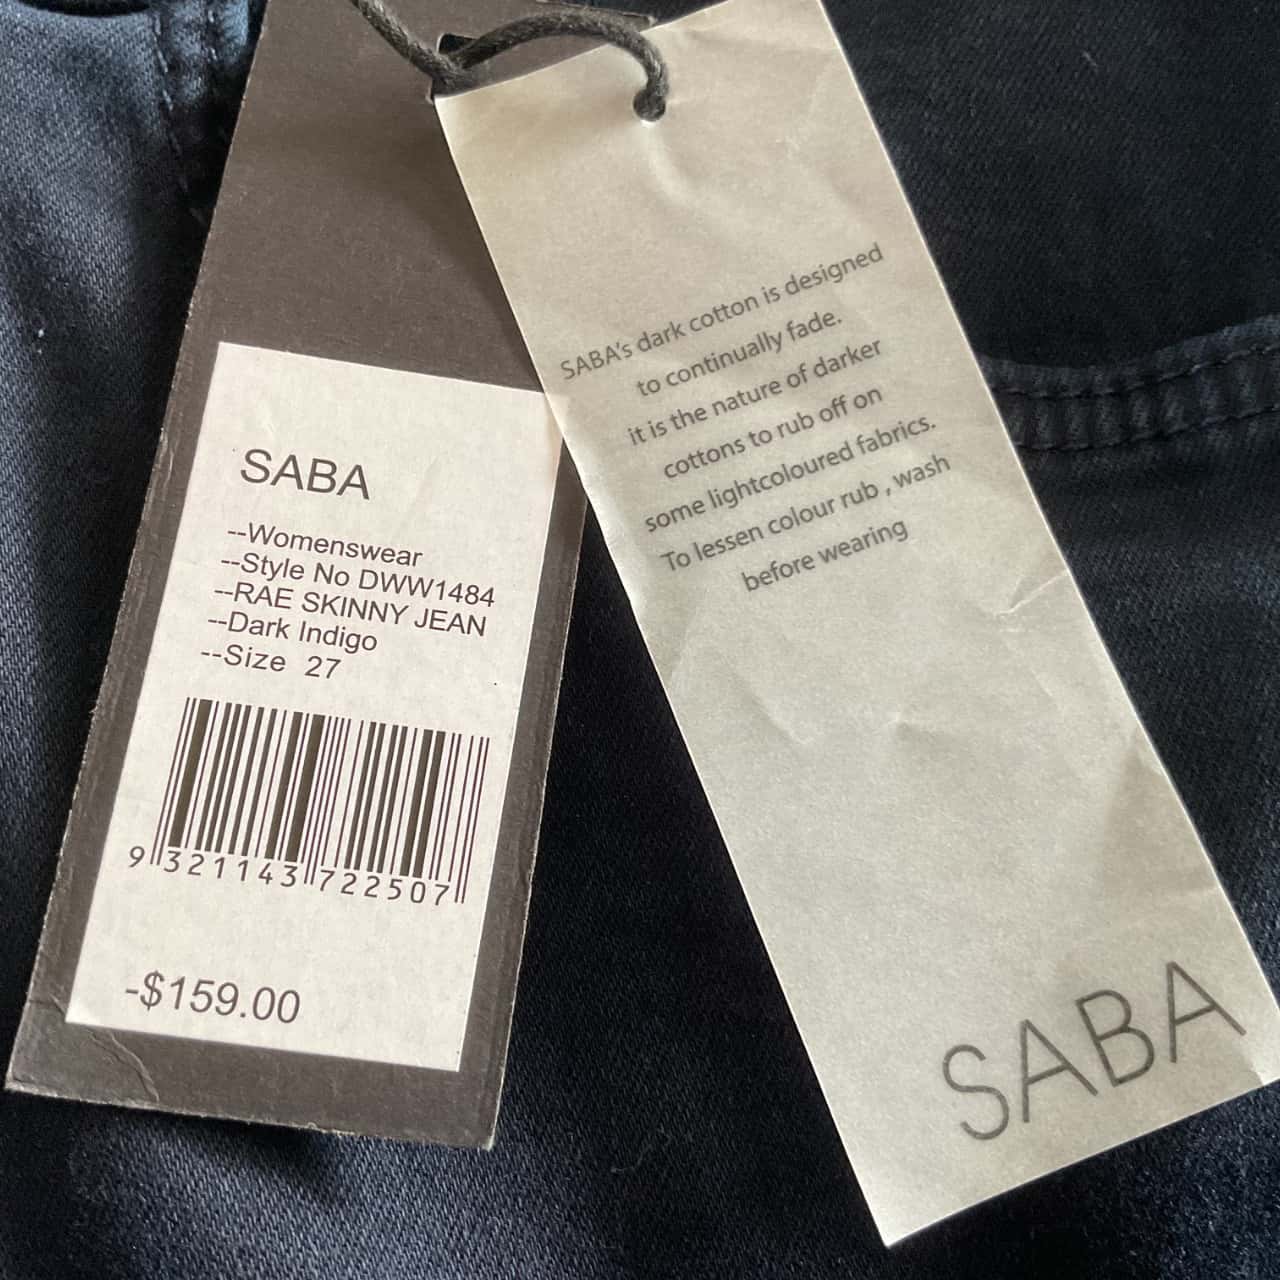 SABA
--Womenswear
--Style No DWW1484
--RAE SKINNY JEAN
--Dark Indigo
--Size 27
9 321143 722507
-$159.00
SABA's dark cotton is designed
to continually fade.
it is the nature of darker
cottons to rub off on
some lightcoloured fabrics.
To lessen colour rub , wash
before wearing
SABA